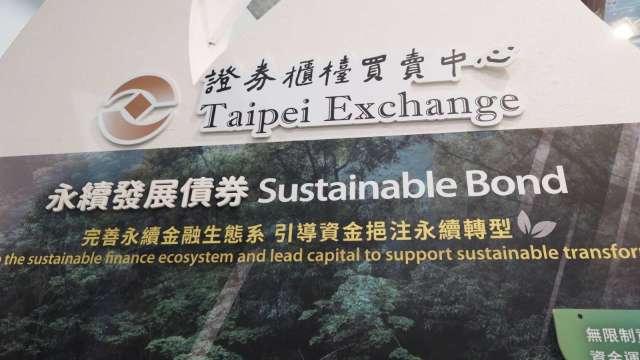 證券櫃檯買賣中心
Taipei Exchange
永續發展債券 Sustainable Bond
完善永續金融生態系 引導資金挹注永續轉型
the sustainable finance ecosystem and lead capital to support sustainable transfor
無限制